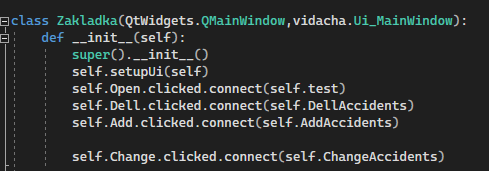 class Zakladka(QtWidgets.QMainWindow,vidacha.Ui_MainWindow):
def __init__(self):
super().__init__()
self.setupUi(self)
self.Open.clicked.connect(self.test)
self.Dell.clicked.connect(self.DellAccidents)
self.Add.clicked.connect(self.AddAccidents)
self.Change.clicked.connect(self.ChangeAccidents)